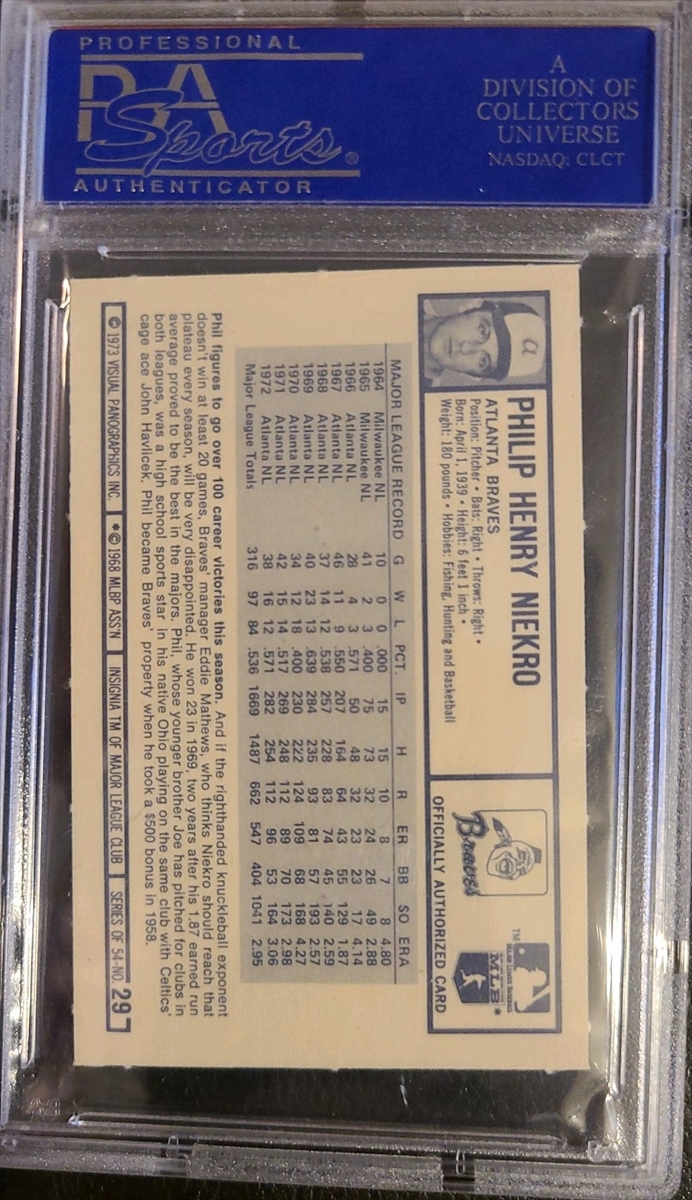 PROFESSIONAL
PSA
Sports®
AUTHENTICATOR
A
DIVISION OF
COLLECTORS
UNIVERSE
NASDAQ: CLCT
a
PHILIP HENRY NIEKRO
ATLANTA BRAVES
Position: Pitcher • Bats: Right • Throws: Right •
Born: April 1, 1939 • Height: 6 feet 1 inch •
Weight: 180 pounds • Hobbies: Fishing, Hunting and Basketball
Braves
TM
MAJOR LEAGUE BASEBALL
MLB*
OFFICIALLY AUTHORIZED CARD
MAJOR LEAGUE RECORD G W L PCT. IP H R ER BB SO ERA
1964 Milwaukee NL 10 0 0 .000 15 15 10 8 7 8 4.80
1965 Milwaukee NL 41 2 3 .400 75 73 32 24 26 49 2.88
1966 Atlanta NL 28 4 3 .571 50 48 32 23 23 17 4.14
1967 Atlanta NL 46 11 9 .550 207 164 64 43 55 129 1.87
1968 Atlanta NL 37 14 12 .538 257 228 83 74 45 140 2.59
1969 Atlanta NL 40 23 13 .639 284 235 93 81 57 193 2.57
1970 Atlanta NL 34 12 18 .400 230 222 124 109 68 168 4.27
1971 Atlanta NL 42 15 14 .517 269 248 112 89 70 173 2.98
1972 Atlanta NL 38 16 12 .571 282 254 112 96 53 164 3.06
Major League Totals 316 97 84 .536 1669 1487 662 547 404 1041 2.95
Phil figures to go over 100 career victories this season. And if the righthanded knuckleball exponent
doesn't win at least 20 games, Braves' manager Eddie Mathews, who thinks Niekro should reach that
plateau every season, will be very disappointed. He won 23 in 1969, two years after his 1.87 earned run
average proved to be the best in the majors. Phil, whose younger brother Joe has pitched for clubs in
both leagues, was a high school sports star in his native Ohio playing on the same club with Celtics'
cage ace John Havlicek. Phil became Braves' property when he took a $500 bonus in 1958.
© 1973 VISUAL PANOGRAPHICS INC. *© 1968 MLBP ASS'N INSIGNIA TM OF MAJOR LEAGUE CLUB SERIES OF 54-NO. 29